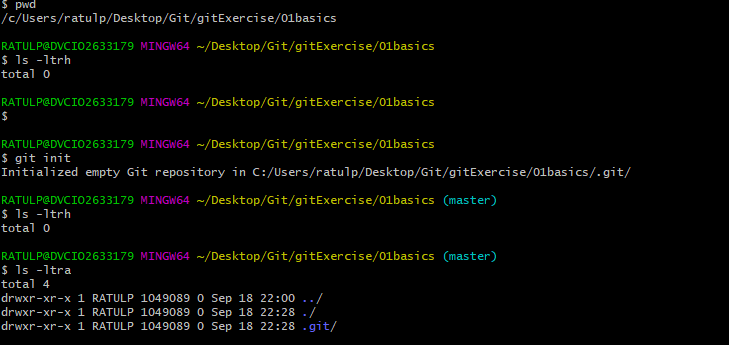 $ pwd
/c/Users/ratulp/Desktop/Git/gitExercise/01basics
RATULP@DVCIO2633179 MINGW64 ~/Desktop/Git/gitExercise/01basics
$ ls -ltrh
total 0
RATULP@DVCIO2633179 MINGW64 ~/Desktop/Git/gitExercise/01basics
$
RATULP@DVCIO2633179 MINGW64 ~/Desktop/Git/gitExercise/01basics
$ git init
Initialized empty Git repository in C:/Users/ratulp/Desktop/Git/gitExercise/01basics/.git/
RATULP@DVCIO2633179 MINGW64 ~/Desktop/Git/gitExercise/01basics (master)
$ ls -ltrh
total 0
RATULP@DVCIO2633179 MINGW64 ~/Desktop/Git/gitExercise/01basics (master)
$ ls -ltra
total 4
drwxr-xr-x 1 RATULP 1049089 0 Sep 18 22:00 ../
drwxr-xr-x 1 RATULP 1049089 0 Sep 18 22:28 ./
drwxr-xr-x 1 RATULP 1049089 0 Sep 18 22:28 .git/